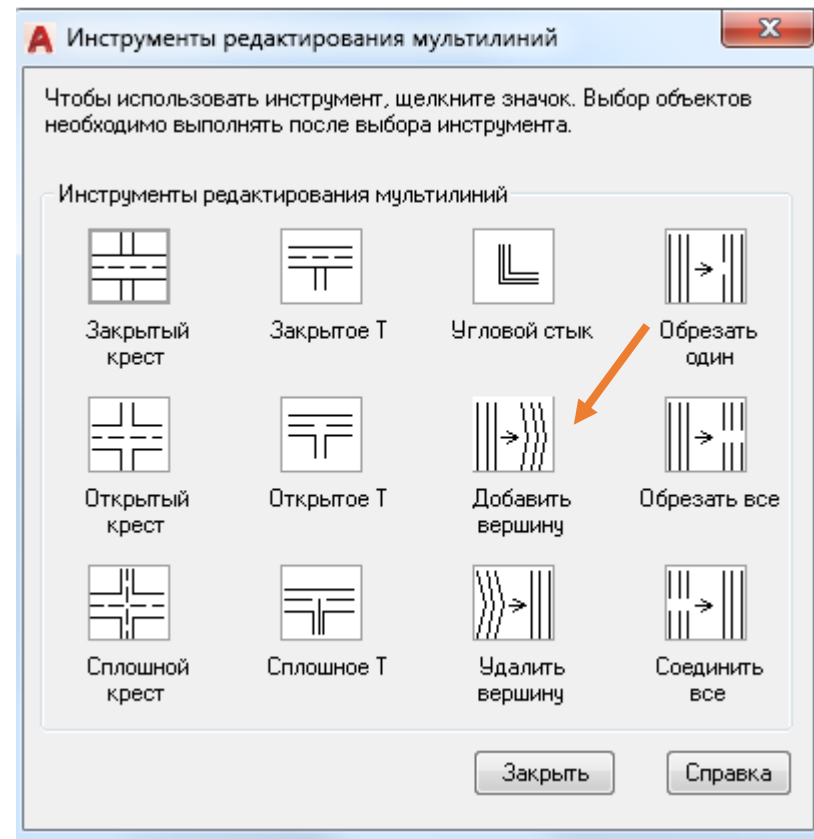 Инструменты редактирования мультилиний
Чтобы использовать инструмент, щелкните значок. Выбор объектов
необходимо выполнять после выбора инструмента.
Инструменты редактирования мультилиний
Закрытый
крест
Закрытое Т
Угловой стык
Обрезать
один
Открытый
крест
Открытое Т
Добавить
вершину
Обрезать все
Сплошной
крест
Сплошное Т
Удалить
вершину
Соединить
все
Закрыть
Справка